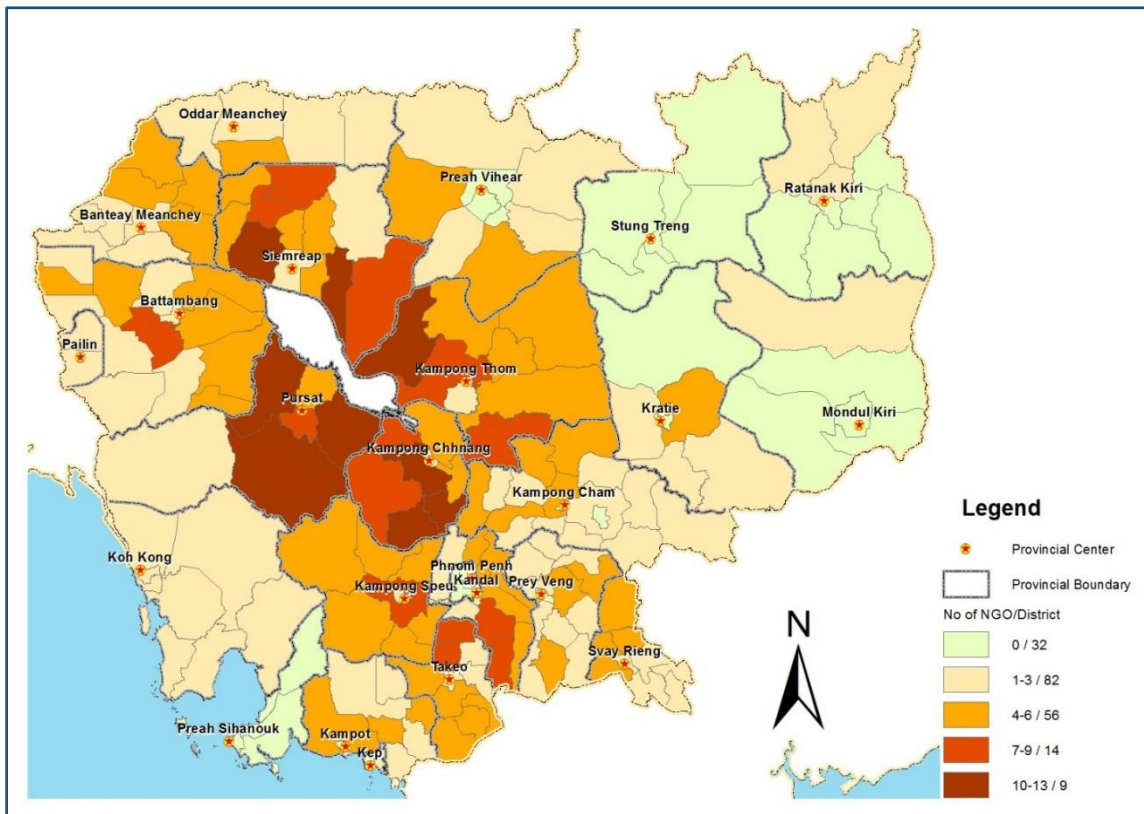 Oddar Meanchey
Preah Vihear
Ratanak Kiri
Banteay Meanchey
Stung Treng
Siemreap
Battambang
Pailin
Kampong Thom
Pursat
Kratie
Mondul Kiri
Kampong Chhnang
Kampong Cham
Koh Kong
Phnom Penh
Kandal
Prey Veng
Kampong Speu
Svay Rieng
Takeo
Preah Sihanouk
Kampot
Kep
N
Legend
Provincial Center
Provincial Boundary
No of NGO/District
0 / 32
1-3 / 82
4-6 / 56
7-9 / 14
10-13 / 9